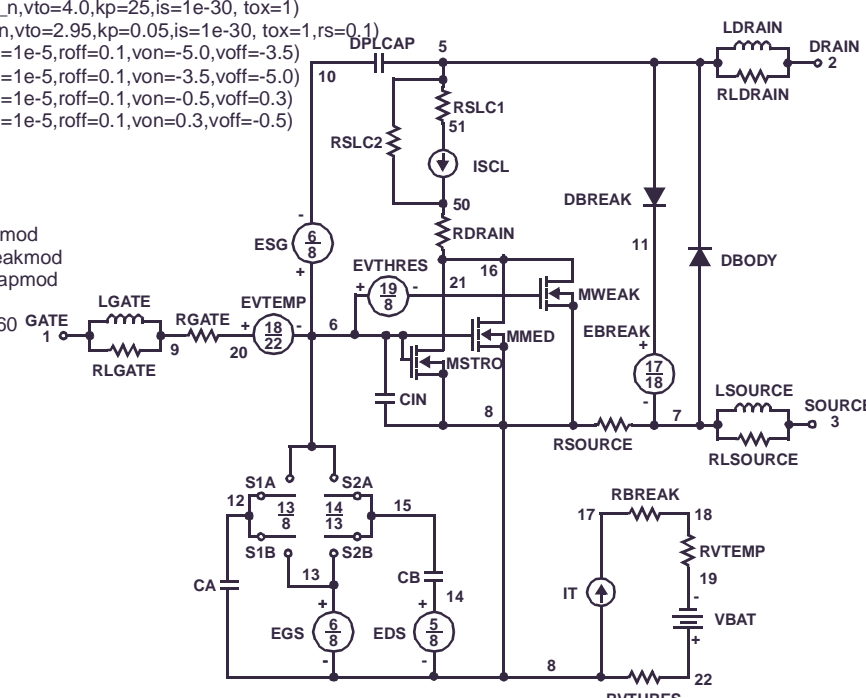 _n,vto=4.0,kp=25,is=1e-30, tox=1)
n,vto=2.95,kp=0.05,is=1e-30, tox=1,rs=0.1)
=1e-5,roff=0.1,von=-5.0,voff=-3.5)
=1e-5,roff=0.1,von=-3.5,voff=-5.0)
=1e-5,roff=0.1,von=-0.5,voff=0.3)
=1e-5,roff=0.1,von=0.3,voff=-0.5)
DPLCAP 5
10
LDRAIN
DRAIN
2
RLDRAIN
RSLC1
51
RSLC2
ISCL
50
RDRAIN
DBREAK
11
DBODY
mod
eakmod
apmod
60
-
ESG 6/8
+
EVTHRES
+ 19/8 -
21
16
MWEAK
LGATE
GATE
1
RLGATE
9
RGATE
20
EVTEMP
+ 18/22 -
6
MMED
MSTRO
CIN
8
EBREAK
+
17/18
-
7
RSOURCE
LSOURCE
SOURCE
3
RLSOURCE
S1A
S2A
12
13/8
14/13
15
S1B
S2B
13
CA
CB
14
+
EGS 6/8
-
+
EDS 5/8
-
8
RBREAK
17
18
RVTEMP
19
IT
-
VBAT
+
22
RVTHRES